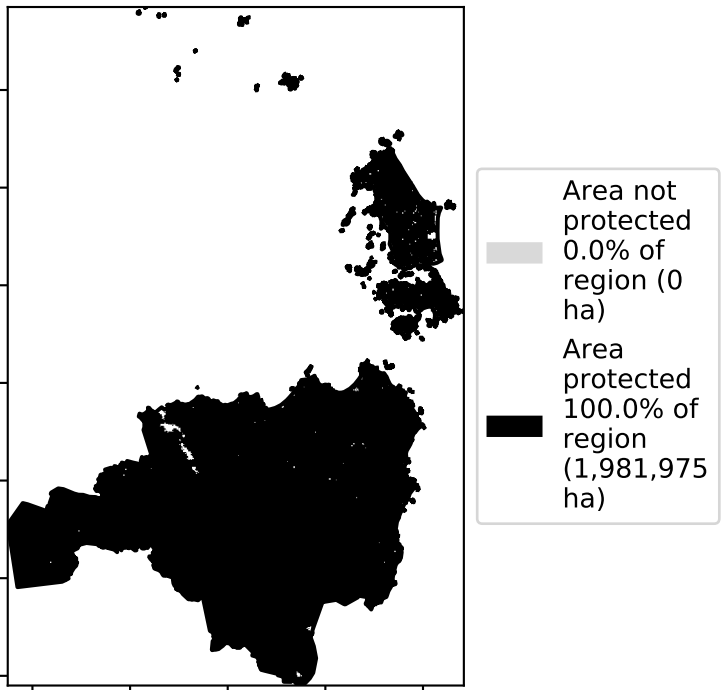 Area not
protected
0.0% of
region (0
ha)
Area
protected
100.0% of
region
(1,981,975
ha)